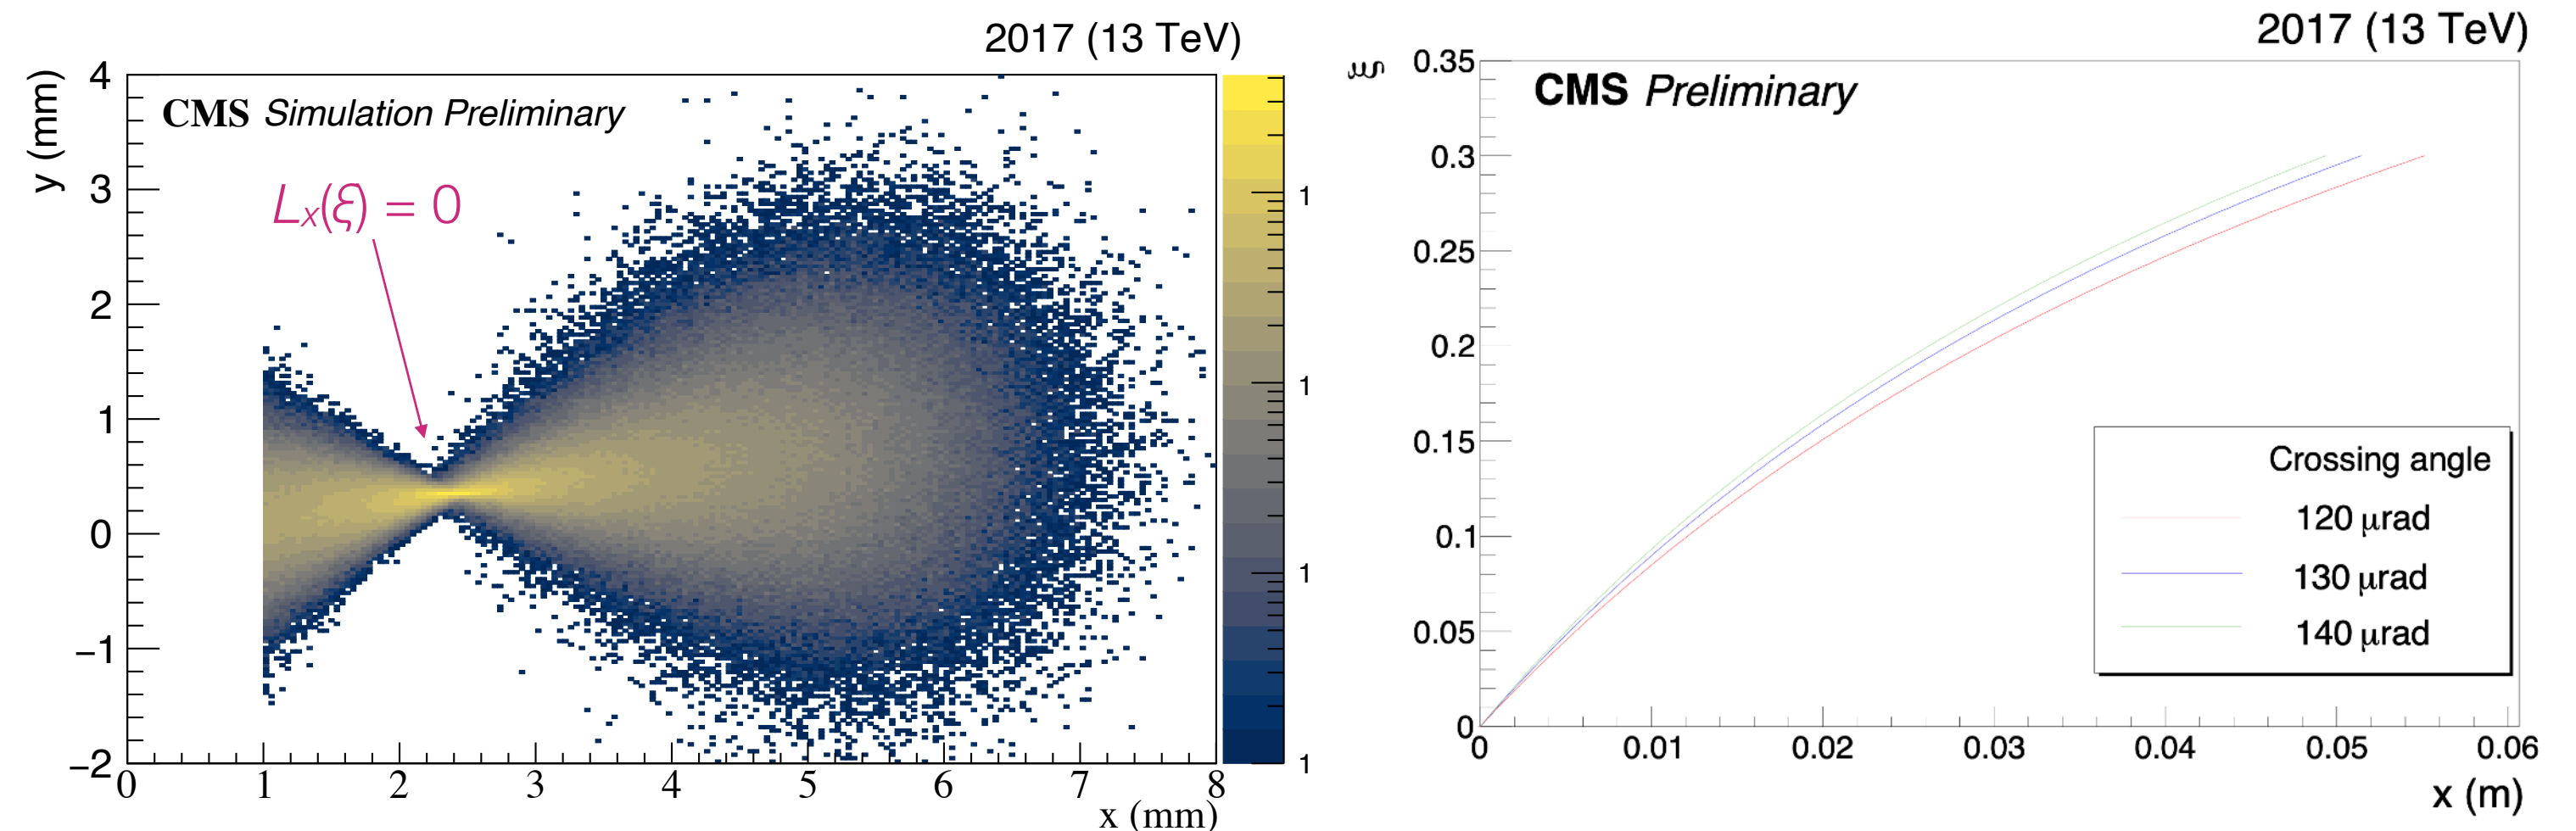 2017 (13 TeV)
CMS Simulation Preliminary
Lₓ(ξ) = 0
y (mm)
4
3
2
1
0
−1
−2
0 1 2 3 4 5 6 7 8
x (mm)
1
1
1
1
2017 (13 TeV)
CMS Preliminary
ξ
0.35
0.3
0.25
0.2
0.15
0.1
0.05
0
Crossing angle
120 μrad
130 μrad
140 μrad
0 0.01 0.02 0.03 0.04 0.05 0.06
x (m)